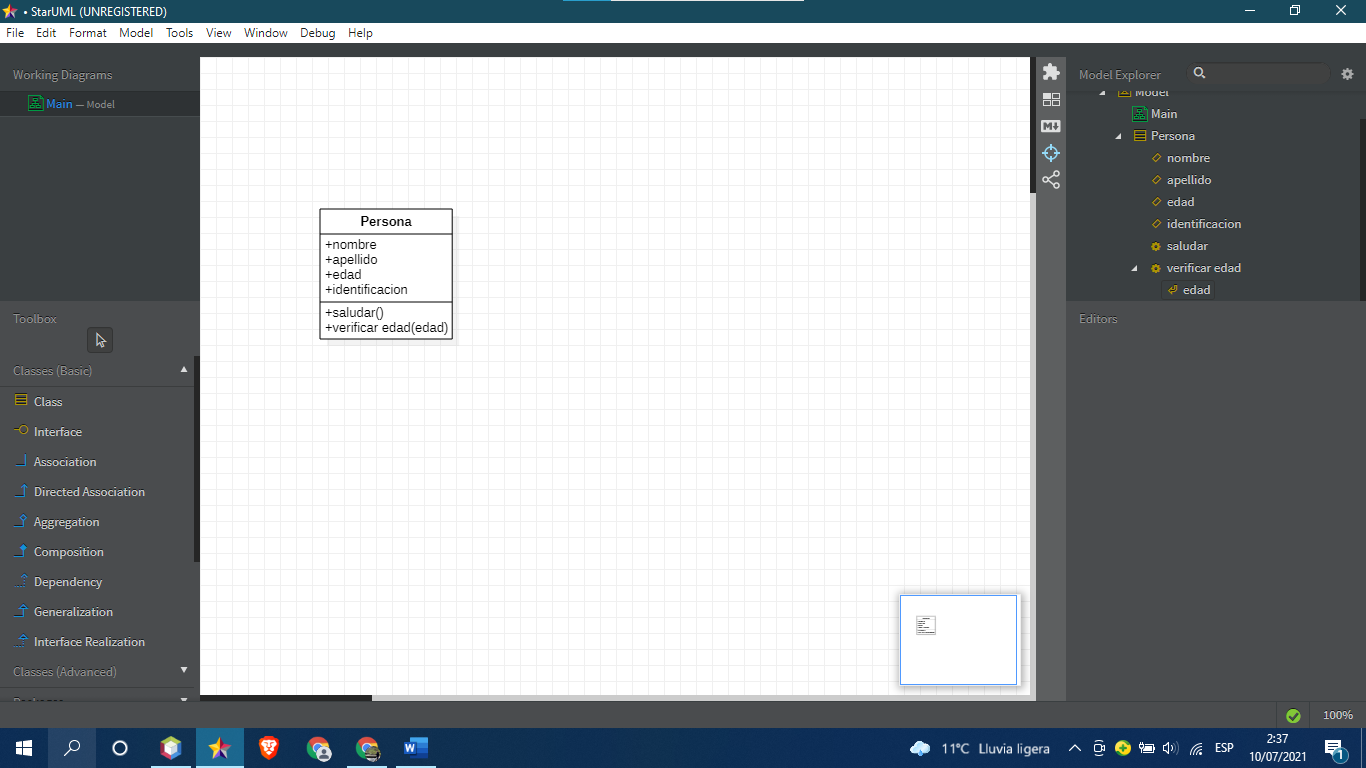 • StarUML (UNREGISTERED)
File Edit Format Model Tools View Window Debug Help
Working Diagrams
Main — Model
Toolbox
Classes (Basic)
Class
Interface
Association
Directed Association
Aggregation
Composition
Dependency
Generalization
Interface Realization
Classes (Advanced)
Persona
+nombre
+apellido
+edad
+identificacion
+saludar()
+verificar edad(edad)
Model Explorer
Model
Main
Persona
nombre
apellido
edad
identificacion
saludar
verificar edad
edad
Editors
100%
11°C Lluvia ligera
ESP
2:37
10/07/2021
1